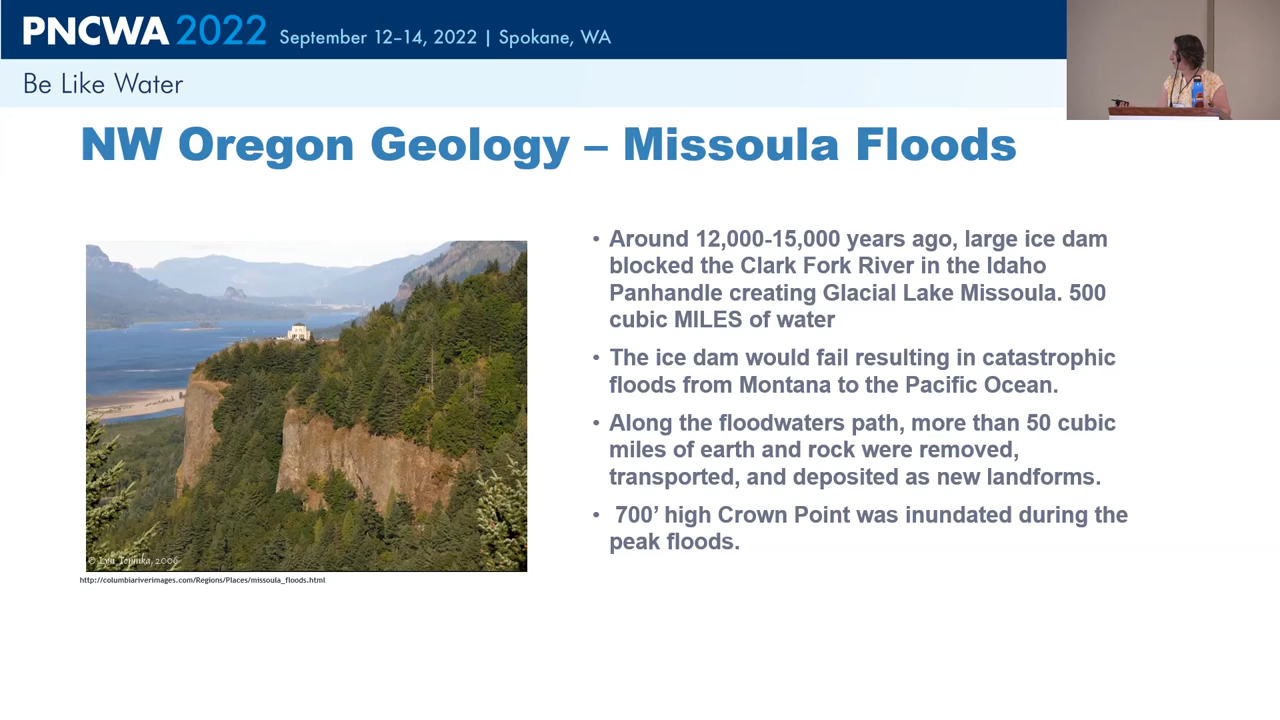 PNCWA 2022 September 12–14, 2022 | Spokane, WA
Be Like Water
NW Oregon Geology – Missoula Floods
• Around 12,000-15,000 years ago, large ice dam
blocked the Clark Fork River in the Idaho
Panhandle creating Glacial Lake Missoula. 500
cubic MILES of water
• The ice dam would fail resulting in catastrophic
floods from Montana to the Pacific Ocean.
• Along the floodwaters path, more than 50 cubic
miles of earth and rock were removed,
transported, and deposited as new landforms.
• 700’ high Crown Point was inundated during the
peak floods.
© Lyn Topinka, 2006
http://columbiariverimages.com/Regions/Places/missoula_floods.html